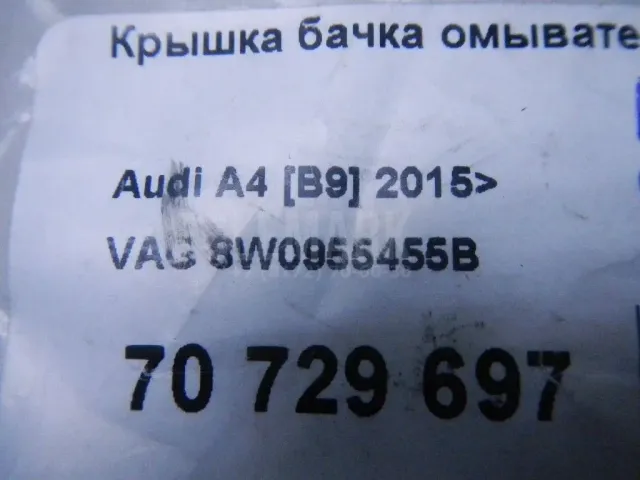 Крышка бачка омывате
Audi A4 [B9] 2015>
VAG 8W0955455B
70 729 697